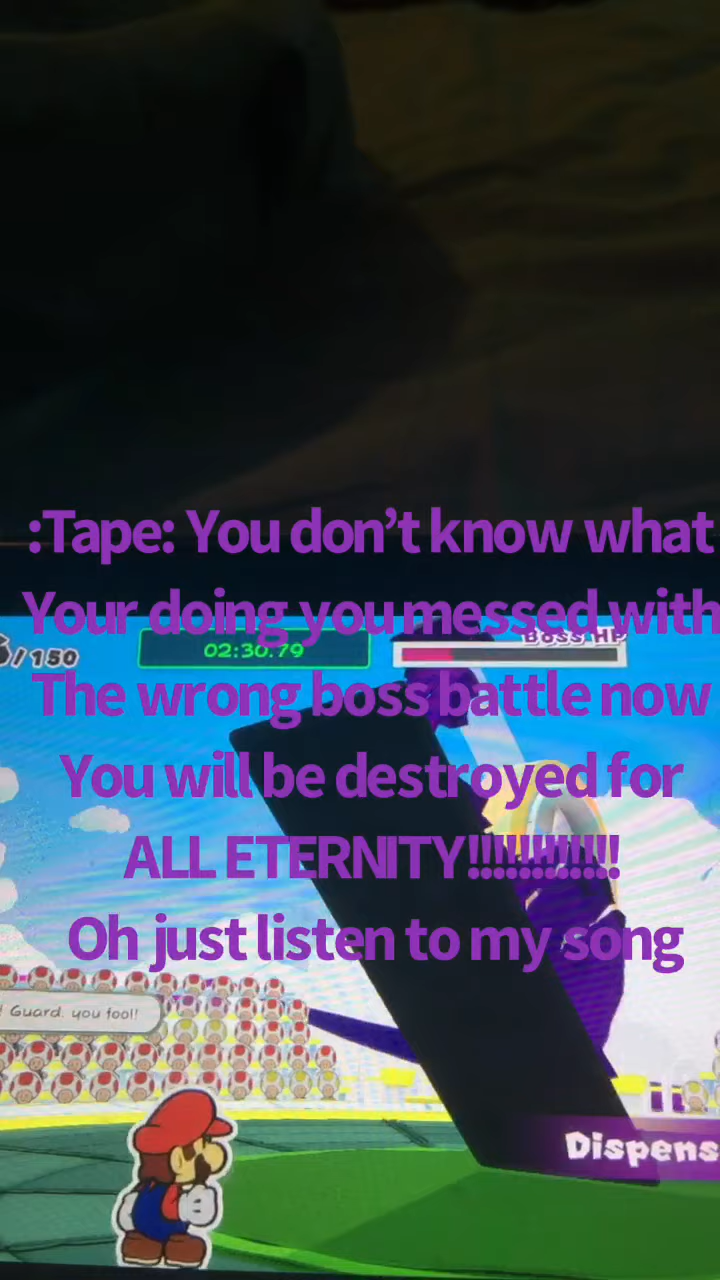 :Tape: You don’t know what
Your doing you messed with
Boss HP
/150
02:30.79
The wrong boss battle now
You will be destroyed for
ALL ETERNITY!!!!!!!!!!!!
Oh just listen to my song
Guard, you fool!
Dispens